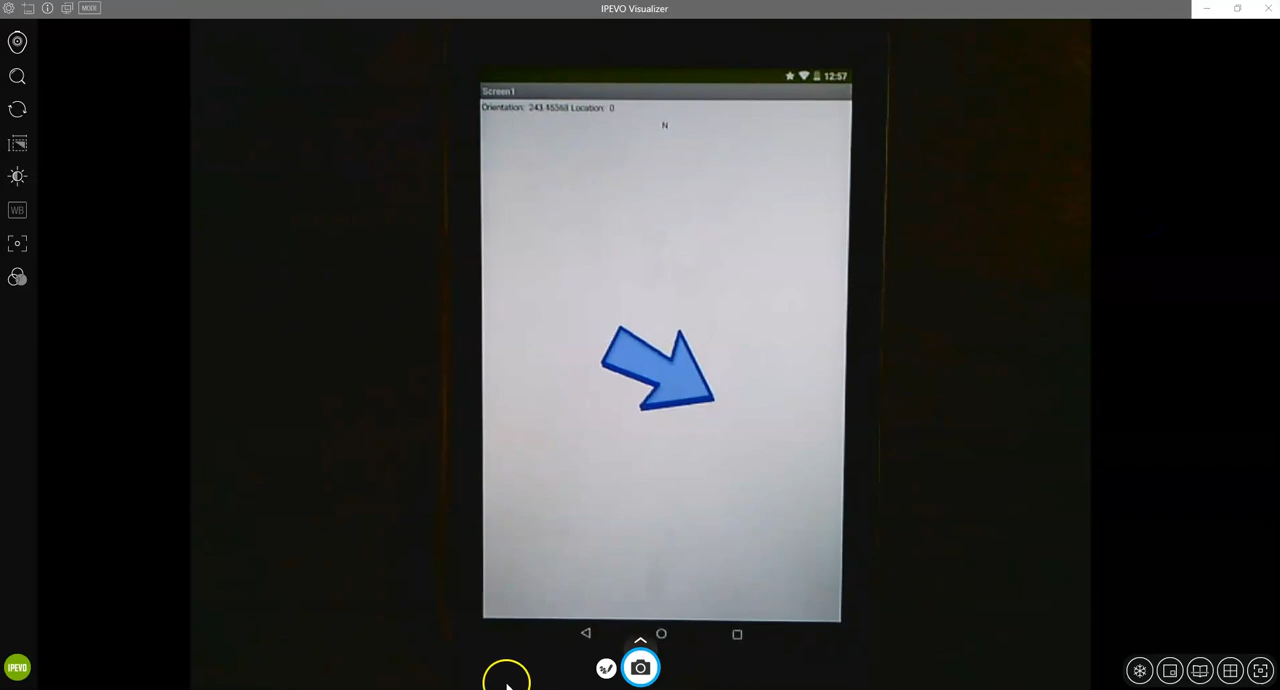 MODE
IPEVO Visualizer
WB
12:57
Screen1
Orientation: 243.45563 Location: 0
N
IPEVO